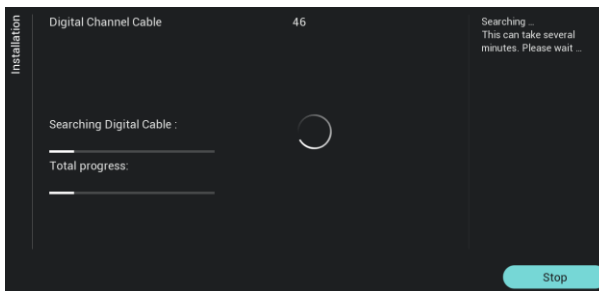 Installation
Digital Channel Cable 46
Searching ...
This can take several
minutes. Please wait ...
Searching Digital Cable :
Total progress:
Stop